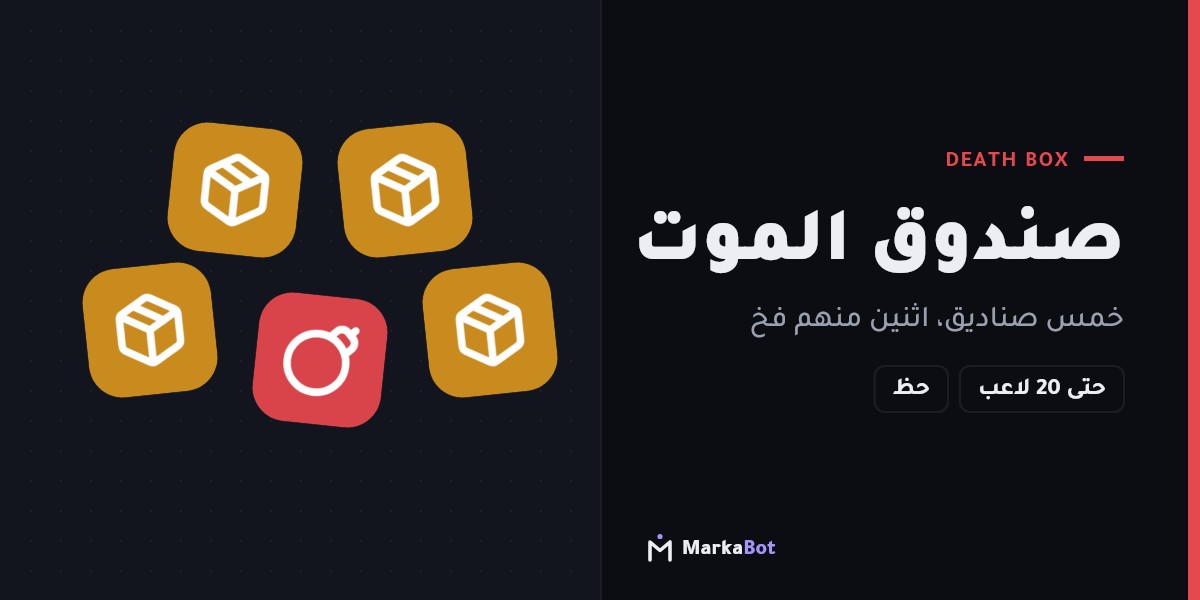 DEATH BOX
صندوق الموت
خمس صناديق، اثنين منهم فخ
حتى 20 لاعب
حظ
MarkaBot